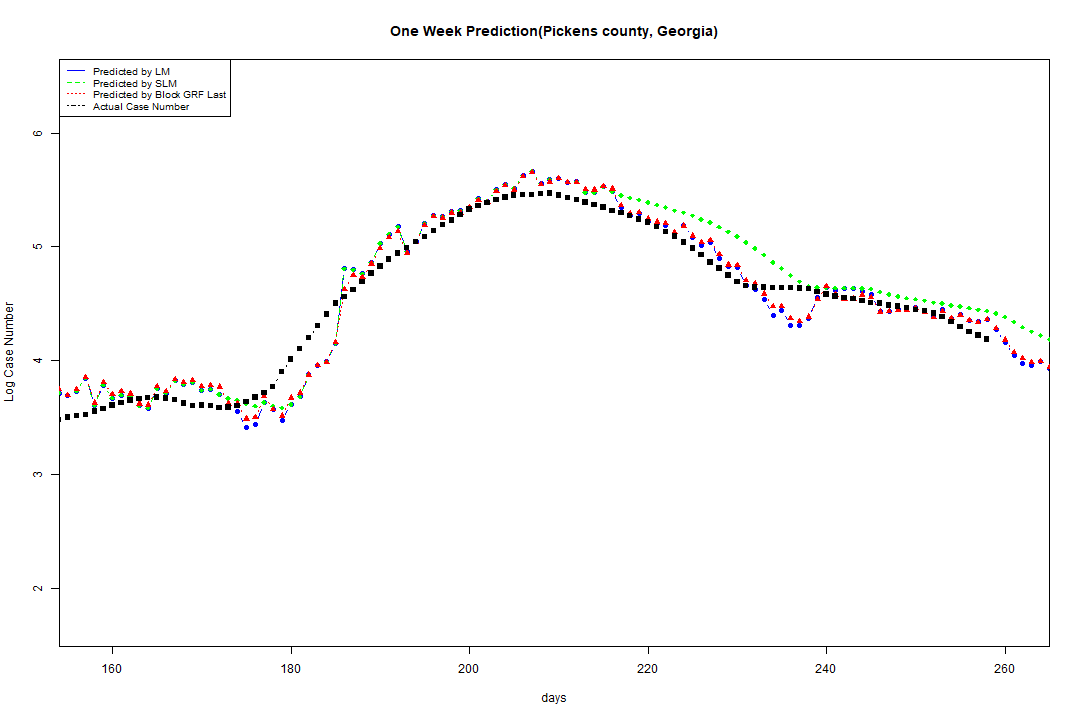 One Week Prediction(Pickens county, Georgia)
Predicted by LM
Predicted by SLM
Predicted by Block GRF Last
Actual Case Number
6
5
4
3
2
Log Case Number
160 180 200 220 240 260
days